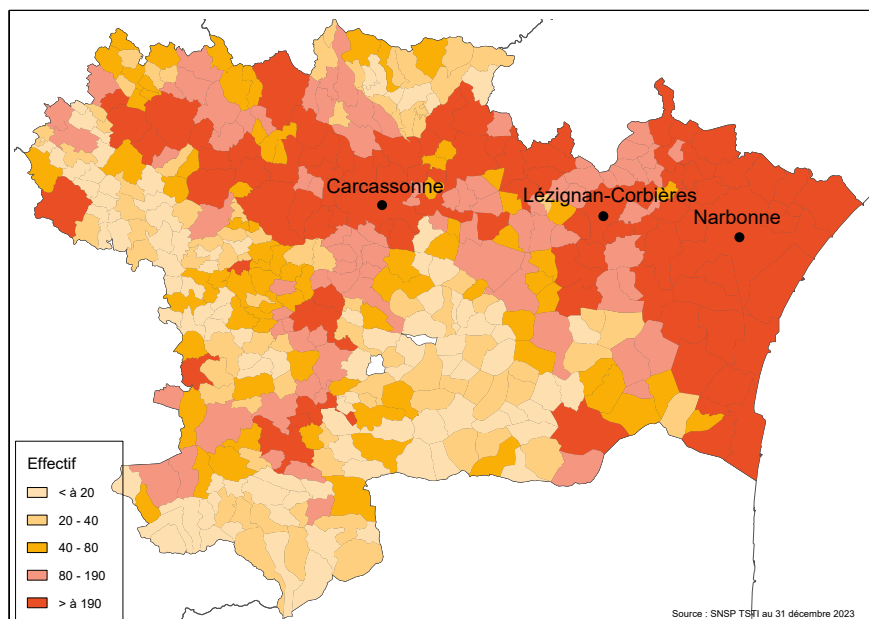 Carcassonne
Lézignan-Corbières
Narbonne
Effectif
< à 20
20 - 40
40 - 80
80 - 190
> à 190
Source : SNSP TSTI au 31 décembre 2023